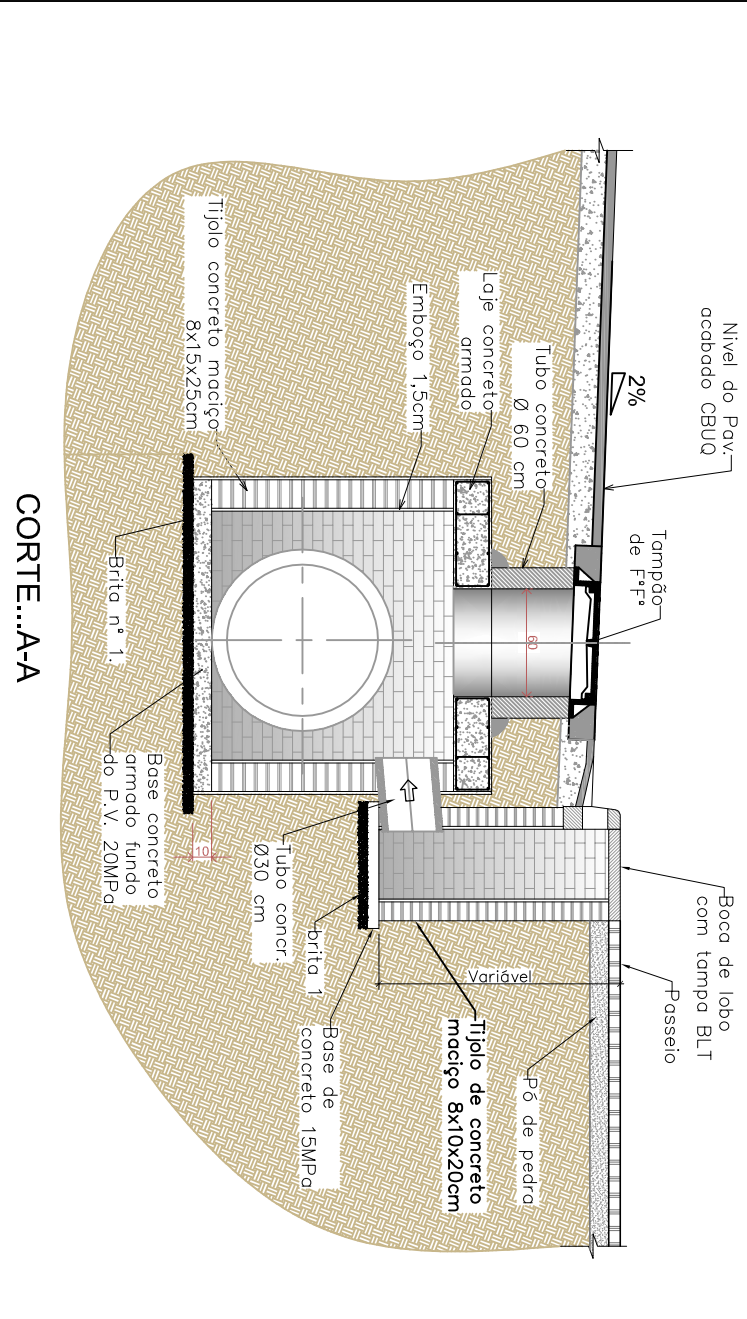 Nivel do Pav.
acabado CBUQ
2%
Tampão
de F°F°
Boca de lobo
com tampa BLT
Passeio
Tubo concreto
Ø 60 cm
Laje concreto
armado
Emboço 1,5cm
Tijolo concreto maciço
8x15x25cm
60
Variável
Pó de pedra
Tijolo de concreto
maciço 8x10x20cm
Base de
concreto 15MPa
brita 1
Tubo concr.
Ø30 cm
10
Brita n° 1.
Base concreto
armado fundo
do P.V. 20MPa
CORTE...A-A